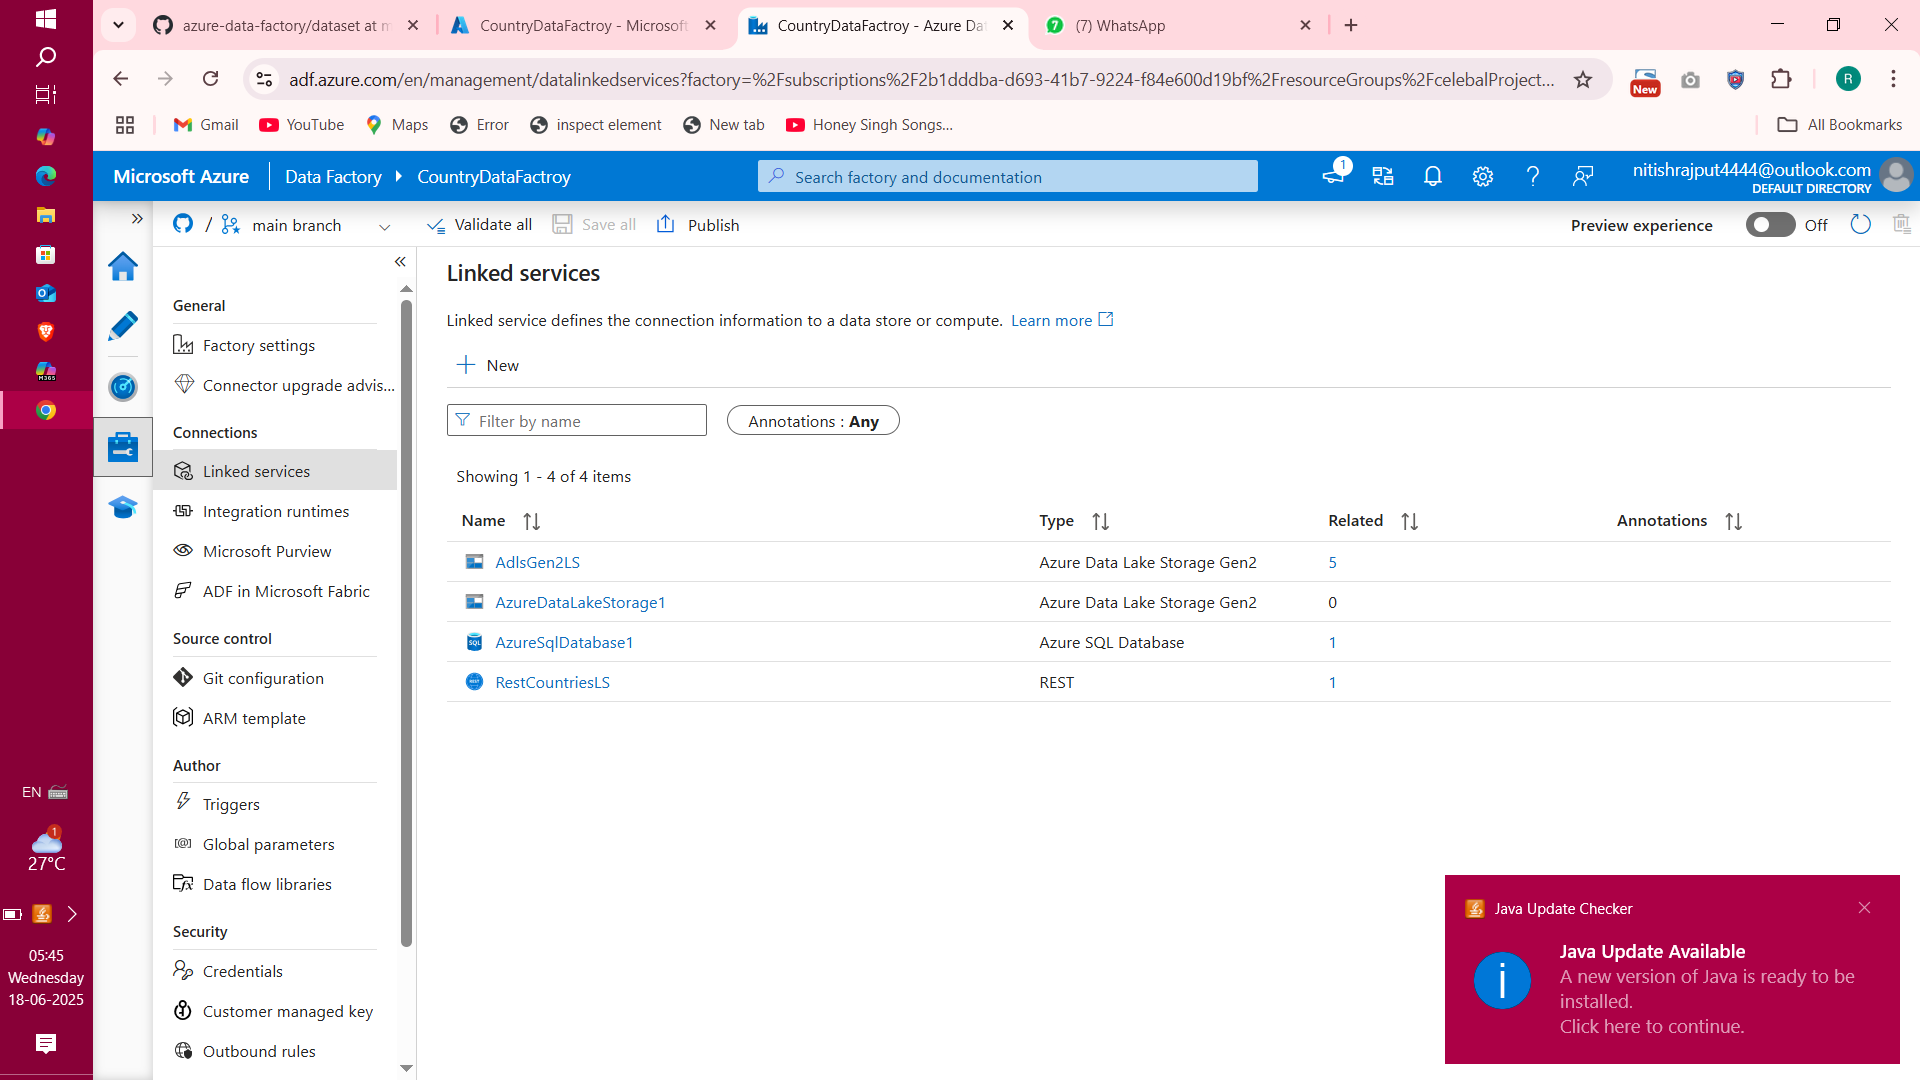 azure-data-factory/dataset at m
CountryDataFactroy - Microsoft
CountryDataFactroy - Azure Da
(7) WhatsApp
adf.azure.com/en/management/datalinkedservices?factory=%2Fsubscriptions%2F2b1dddba-d693-41b7-9224-f84e600d19bf%2FresourceGroups%2FcelebalProject...
New
R
Gmail
YouTube
Maps
Error
inspect element
New tab
Honey Singh Songs...
All Bookmarks
Microsoft Azure
Data Factory
CountryDataFactroy
Search factory and documentation
1
nitishrajput4444@outlook.com
DEFAULT DIRECTORY
/ main branch
Validate all
Save all
Publish
Preview experience
Off
General
Factory settings
Connector upgrade advis...
Connections
Linked services
Integration runtimes
Microsoft Purview
ADF in Microsoft Fabric
Source control
Git configuration
ARM template
Author
Triggers
Global parameters
Data flow libraries
Security
Credentials
Customer managed key
Outbound rules
Linked services
Linked service defines the connection information to a data store or compute. Learn more
New
Filter by name
Annotations : Any
Showing 1 - 4 of 4 items
Name Type Related Annotations
AdlsGen2LS Azure Data Lake Storage Gen2 5
AzureDataLakeStorage1 Azure Data Lake Storage Gen2 0
SQL AzureSqlDatabase1 Azure SQL Database 1
REST RestCountriesLS REST 1
M365
EN
1
27°C
05:45
Wednesday
18-06-2025
Java Update Checker
Java Update Available
A new version of Java is ready to be
installed.
Click here to continue.